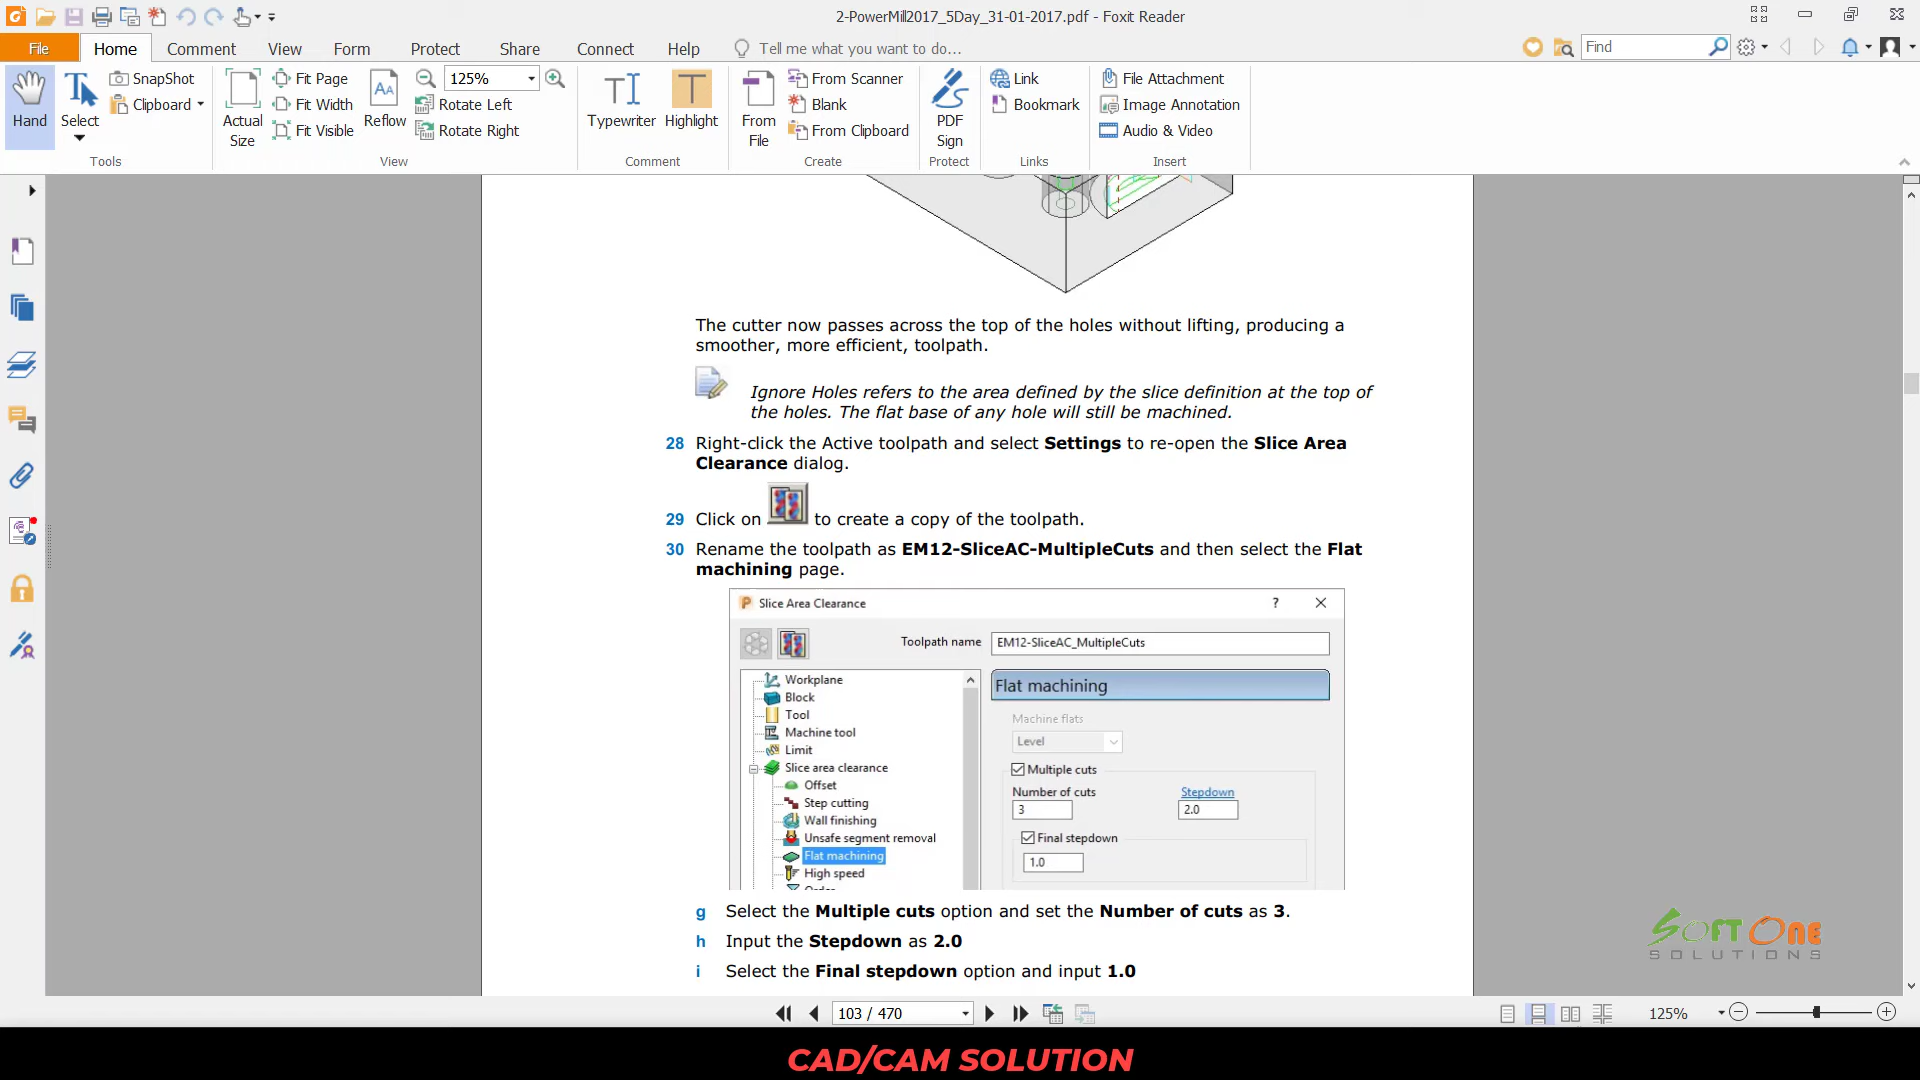 2-PowerMill2017_5Day_31-01-2017.pdf - Foxit Reader
File Home Comment View Form Protect Share Connect Help Tell me what you want to do... Find
Hand
Select
SnapShot
Clipboard
Tools
Actual Size
Fit Page
Fit Width
Fit Visible
Reflow
125%
Rotate Left
Rotate Right
View
Typewriter
Highlight
Comment
From File
From Scanner
Blank
From Clipboard
Create
PDF Sign
Protect
Link
Bookmark
Links
File Attachment
Image Annotation
Audio & Video
Insert
The cutter now passes across the top of the holes without lifting, producing a
smoother, more efficient, toolpath.
Ignore Holes refers to the area defined by the slice definition at the top of
the holes. The flat base of any hole will still be machined.
28 Right-click the Active toolpath and select Settings to re-open the Slice Area
Clearance dialog.
29 Click on to create a copy of the toolpath.
30 Rename the toolpath as EM12-SliceAC-MultipleCuts and then select the Flat
machining page.
Slice Area Clearance ?
Toolpath name EM12-SliceAC_MultipleCuts
Workplane
Block
Tool
Machine tool
Limit
Slice area clearance
Offset
Step cutting
Wall finishing
Unsafe segment removal
Flat machining
High speed
Order
Flat machining
Machine flats
Level
Multiple cuts
Number of cuts Stepdown
3 2.0
Final stepdown
1.0
g Select the Multiple cuts option and set the Number of cuts as 3.
h Input the Stepdown as 2.0
i Select the Final stepdown option and input 1.0
SOFT ONE
SOLUTIONS
103 / 470
125%
CAD/CAM SOLUTION